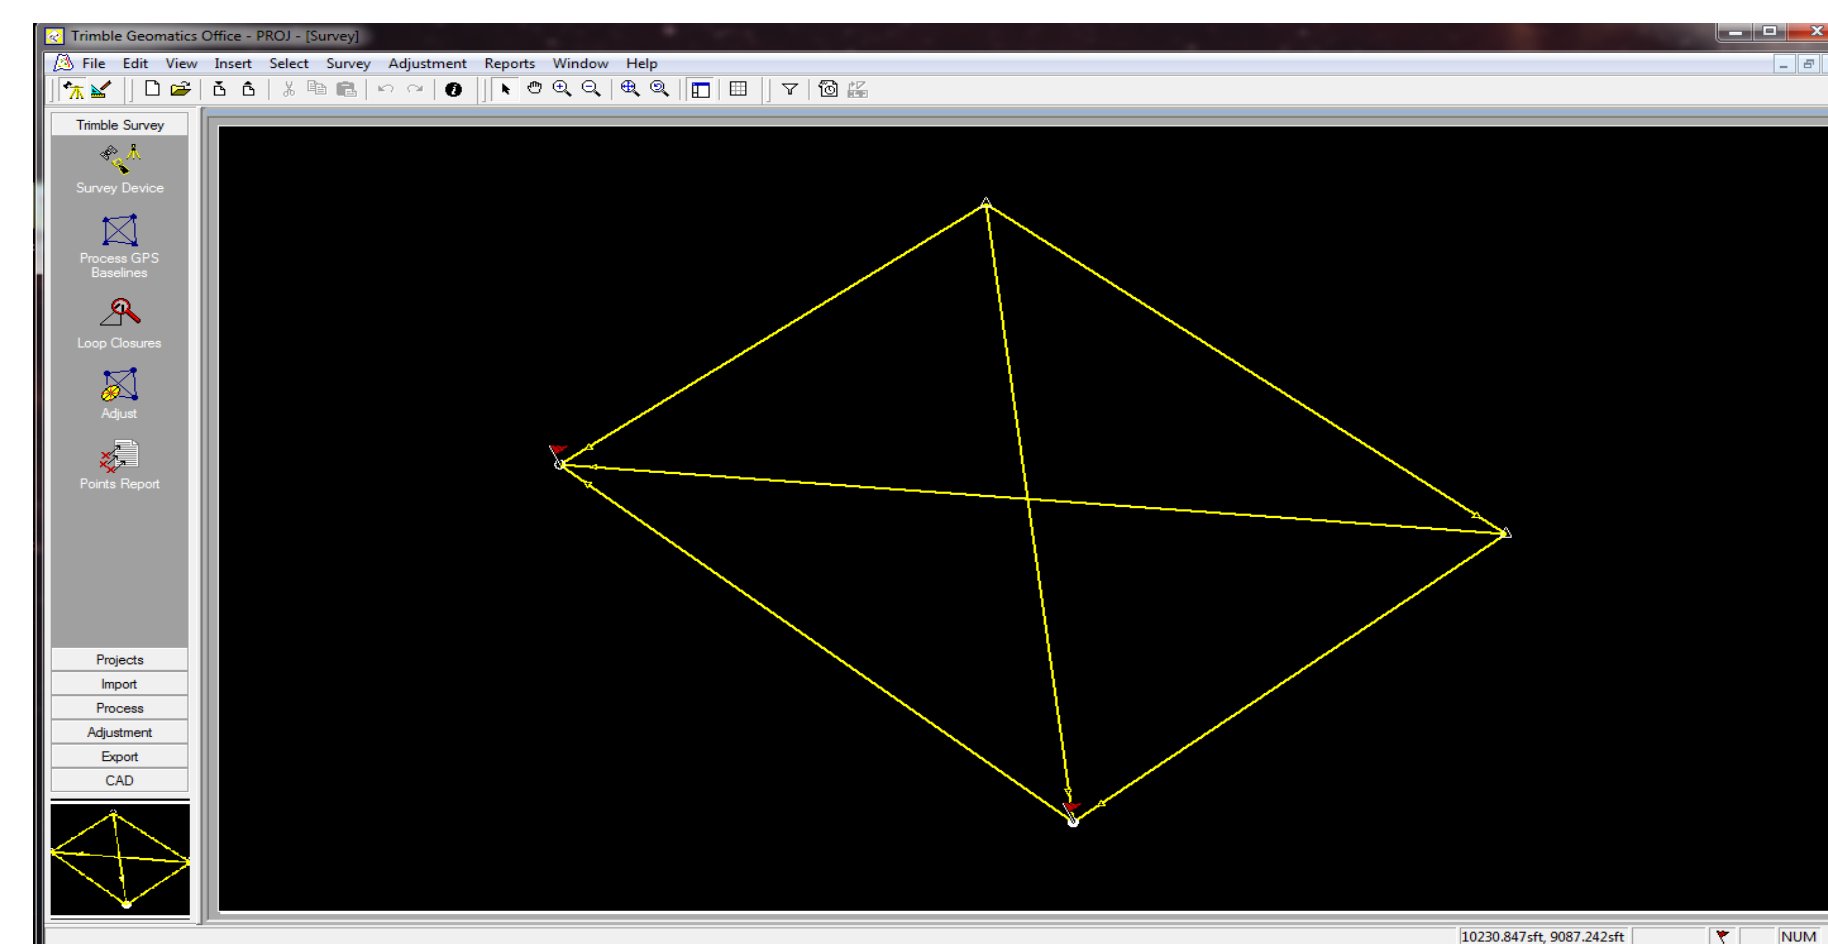 Trimble Geomatics Office - PROJ - [Survey]
File Edit View Insert Select Survey Adjustment Reports Window Help
Trimble Survey
Survey Device
Process GPS
Baselines
Loop Closures
Adjust
Points Report
Projects
Import
Process
Adjustment
Export
CAD
10230.847sft, 9087.242sft
NUM